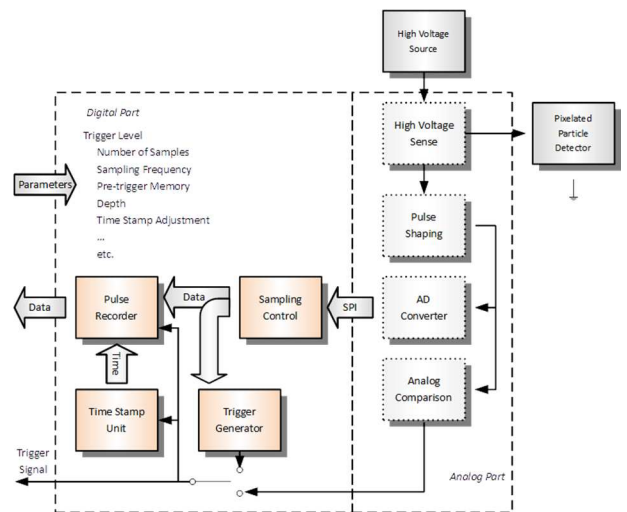 High Voltage
Source
Digital Part
High Voltage
Sense
Pixelated
Particle
Detector
Trigger Level
Number of Samples
Sampling Frequency
Pre-trigger Memory
Depth
Time Stamp Adjustment
...
etc.
Parameters
Pulse
Shaping
Data
Pulse
Recorder
Data
Sampling
Control
SPI
AD
Converter
Time
Time Stamp
Unit
Trigger
Generator
Analog
Comparison
Trigger
Signal
Analog Part